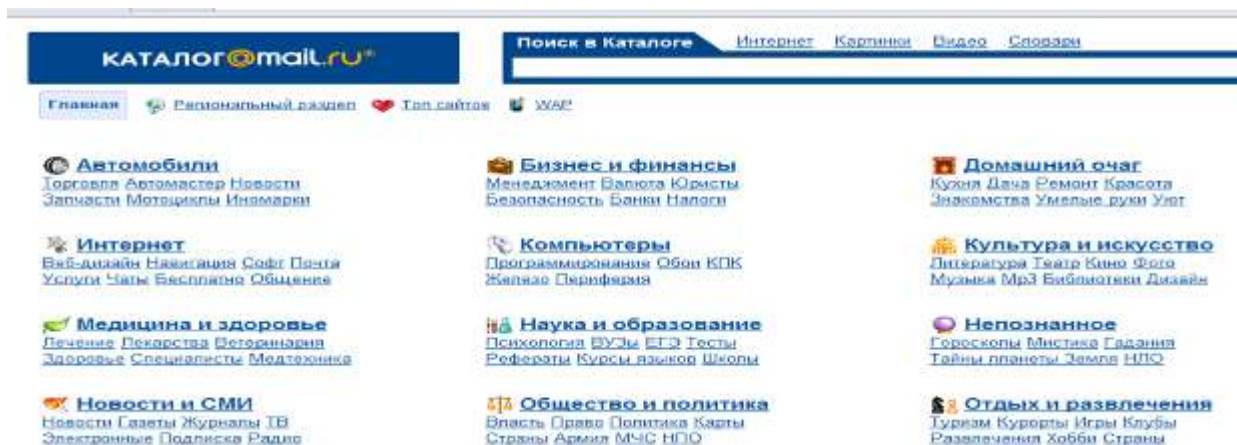 каталог@mail.ru®
Поиск в Каталоге Интернет Картинки Видео Словари
Главная Региональный раздел Топ сайтов WAP
Автомобили
Торговля Автомастер Новости
Запчасти Мотоциклы Иномарки
Бизнес и финансы
Менеджмент Валюта Юристы
Безопасность Банки Налоги
Домашний очаг
Кухня Дача Ремонт Красота
Знакомства Умелые руки Уют
Интернет
Веб-дизайн Навигация Софт Почта
Услуги Чаты Бесплатно Общение
Компьютеры
Программирование Обои КПК
Железо Периферия
Культура и искусство
Литература Театр Кино Фото
Музыка Mp3 Библиотеки Дизайн
Медицина и здоровье
Лечение Лекарства Ветеринария
Здоровье Специалисты Медтехника
Наука и образование
Психология ВУЗы ЕГЭ Тесты
Рефераты Курсы языков Школы
Непознанное
Гороскопы Мистика Гадания
Тайны планеты Земля НЛО
Новости и СМИ
Новости Газеты Журналы ТВ
Электронные Подписка Радио
Общество и политика
Власть Право Политика Карты
Страны Армия МЧС НПО
Отдых и развлечения
Туризм Курорты Игры Клубы
Развлечения Хобби Страны